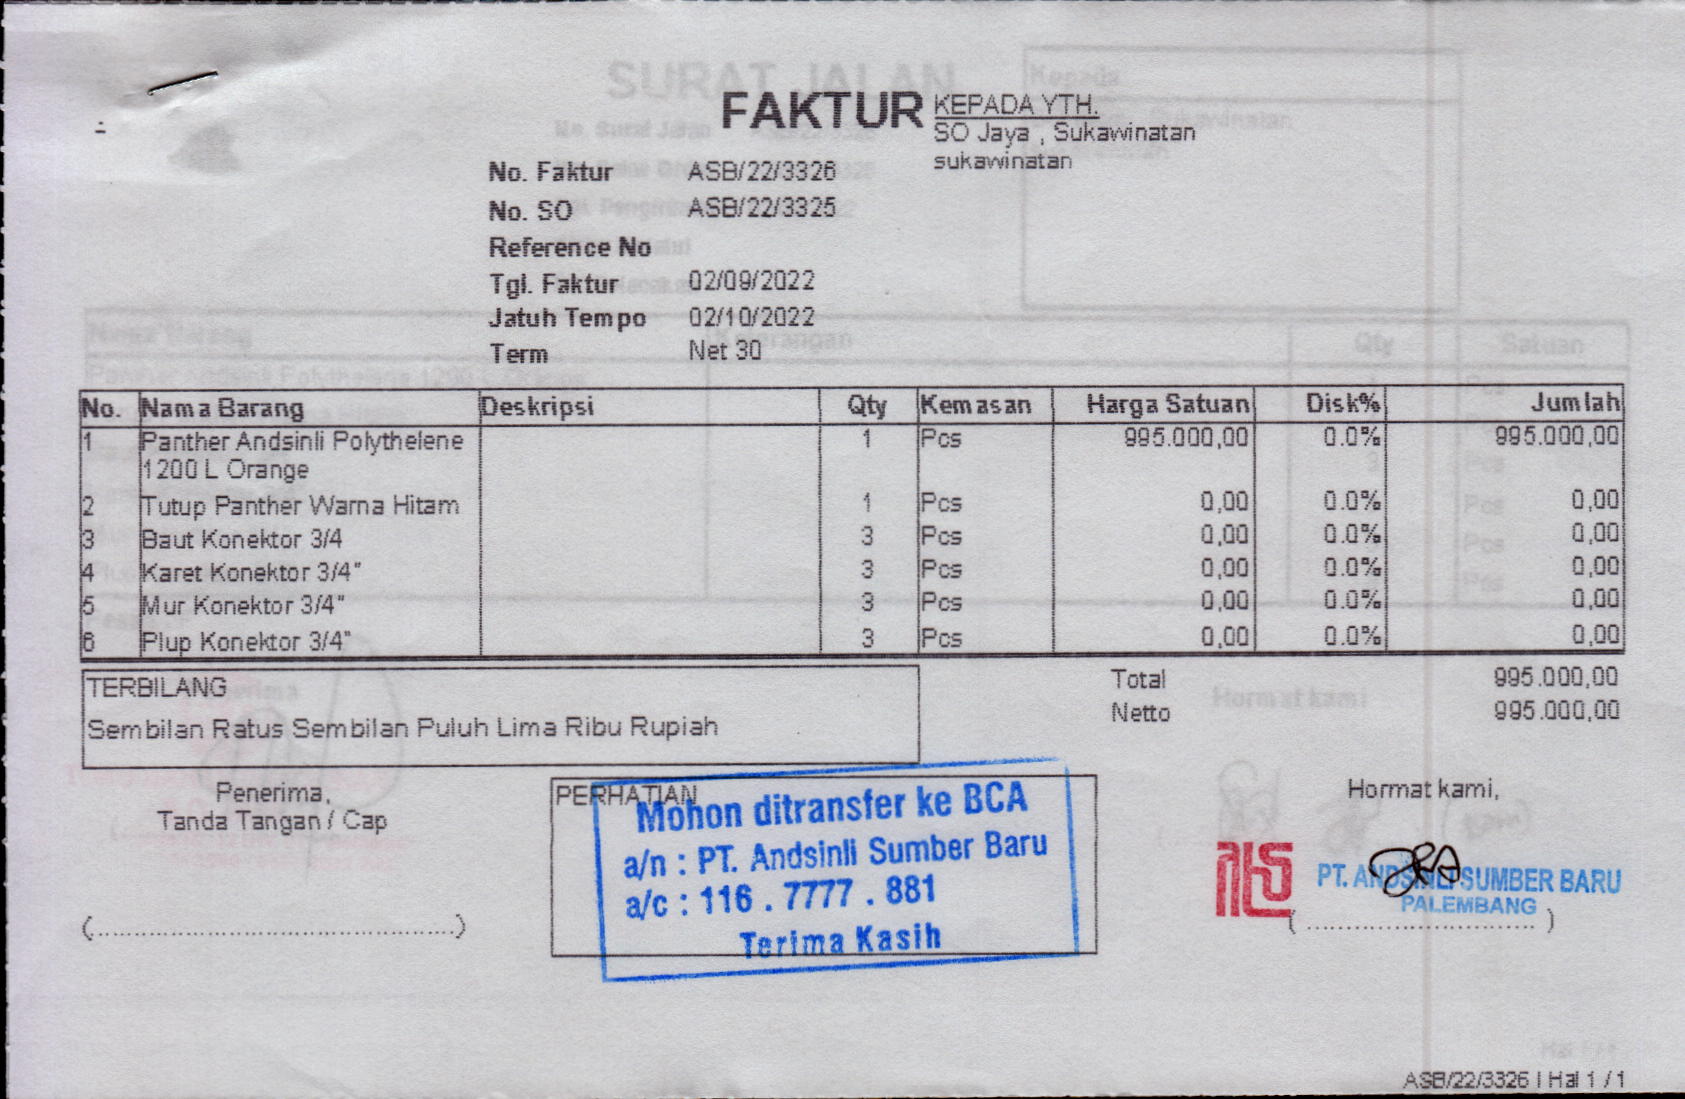 FAKTUR
KEPADA YTH.
SO Jaya , Sukawinatan
sukawinatan
No. Faktur ASB/22/3326
No. SO ASB/22/3325
Reference No
Tgl. Faktur 02/09/2022
Jatuh Tempo 02/10/2022
Term Net 30
No. Nama Barang Deskripsi Qty Kemasan Harga Satuan Disk% Jumlah
1 Panther Andsinli Polythelene 1 Pcs 995.000,00 0.0% 995.000,00
1200 L Orange
2 Tutup Panther Warna Hitam 1 Pcs 0,00 0.0% 0,00
3 Baut Konektor 3/4 3 Pcs 0,00 0.0% 0,00
4 Karet Konektor 3/4" 3 Pcs 0,00 0.0% 0,00
5 Mur Konektor 3/4" 3 Pcs 0,00 0.0% 0,00
6 Plup Konektor 3/4" 3 Pcs 0,00 0.0% 0,00
TERBILANG
Sembilan Ratus Sembilan Puluh Lima Ribu Rupiah
Total 995.000,00
Netto 995.000,00
Penerima,
Tanda Tangan / Cap
(..............................................)
PERHATIAN
Mohon ditransfer ke BCA
a/n : PT. Andsinli Sumber Baru
a/c : 116 . 7777 . 881
Terima Kasih
Hormat kami,
PT. ANDSINLI SUMBER BARU
PALEMBANG
( ............................. )
ASB/22/3326 | Hal 1 / 1